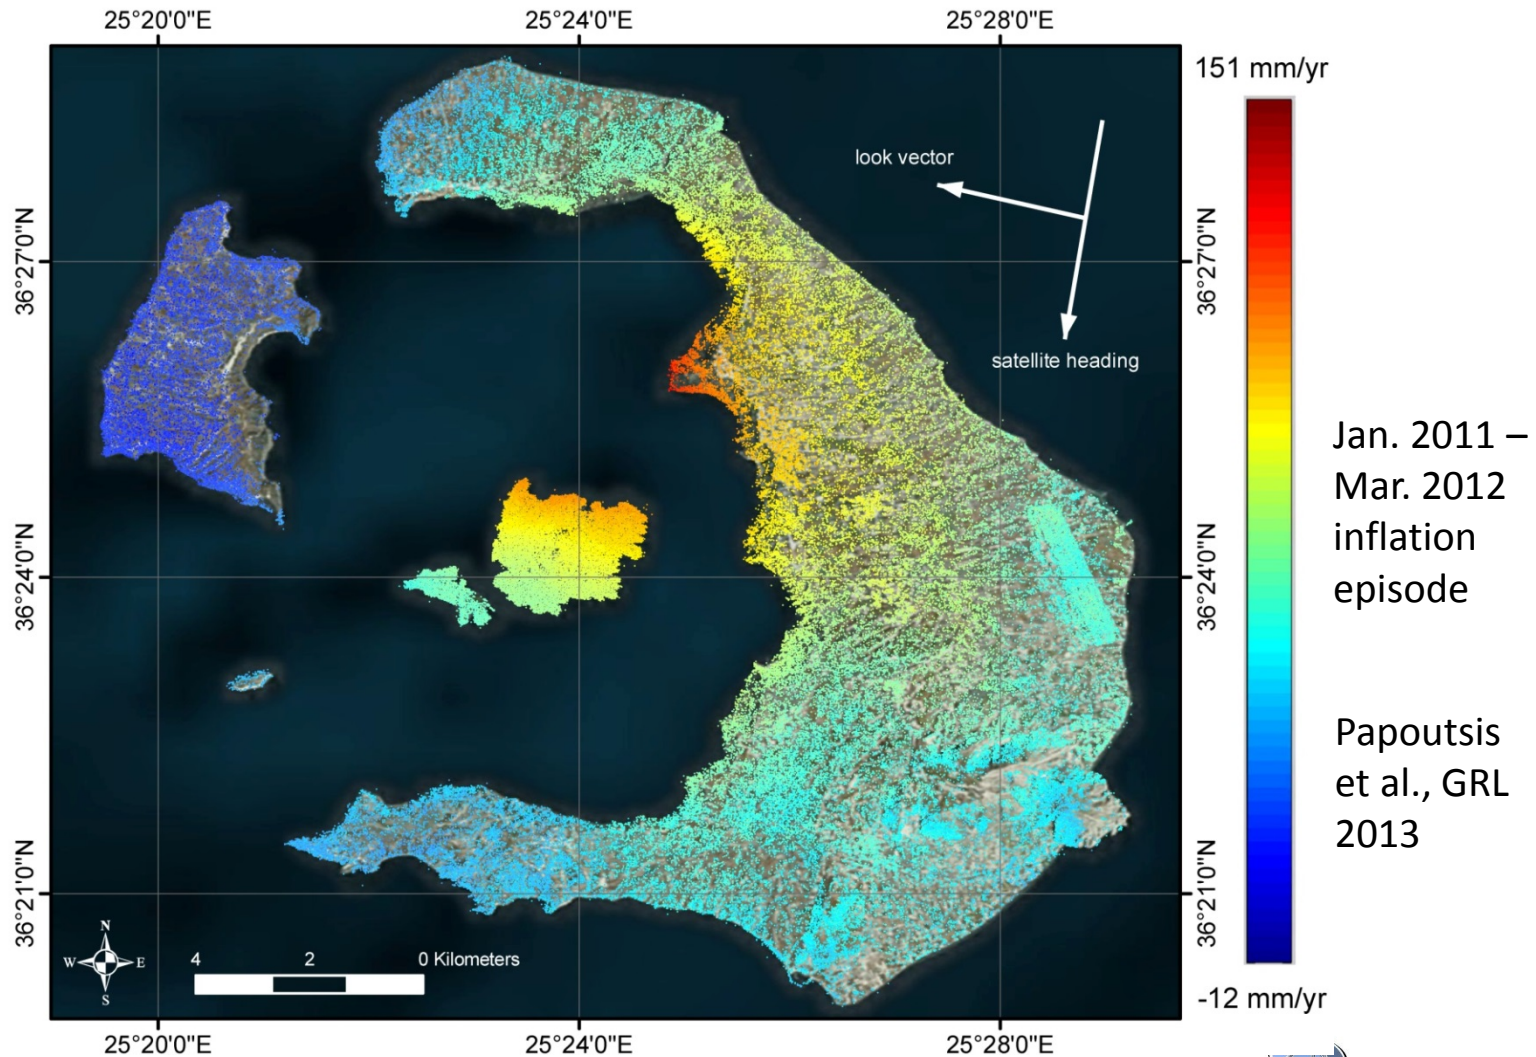 25°20'0"E
25°24'0"E
25°28'0"E
151 mm/yr
look vector
36°27'0"N
36°27'0"N
satellite heading
Jan. 2011 –
Mar. 2012
inflation
episode
36°24'0"N
36°24'0"N
Papoutsis
et al., GRL
2013
36°21'0"N
36°21'0"N
N
W
E
S
4
2
0 Kilometers
-12 mm/yr
25°20'0"E
25°24'0"E
25°28'0"E